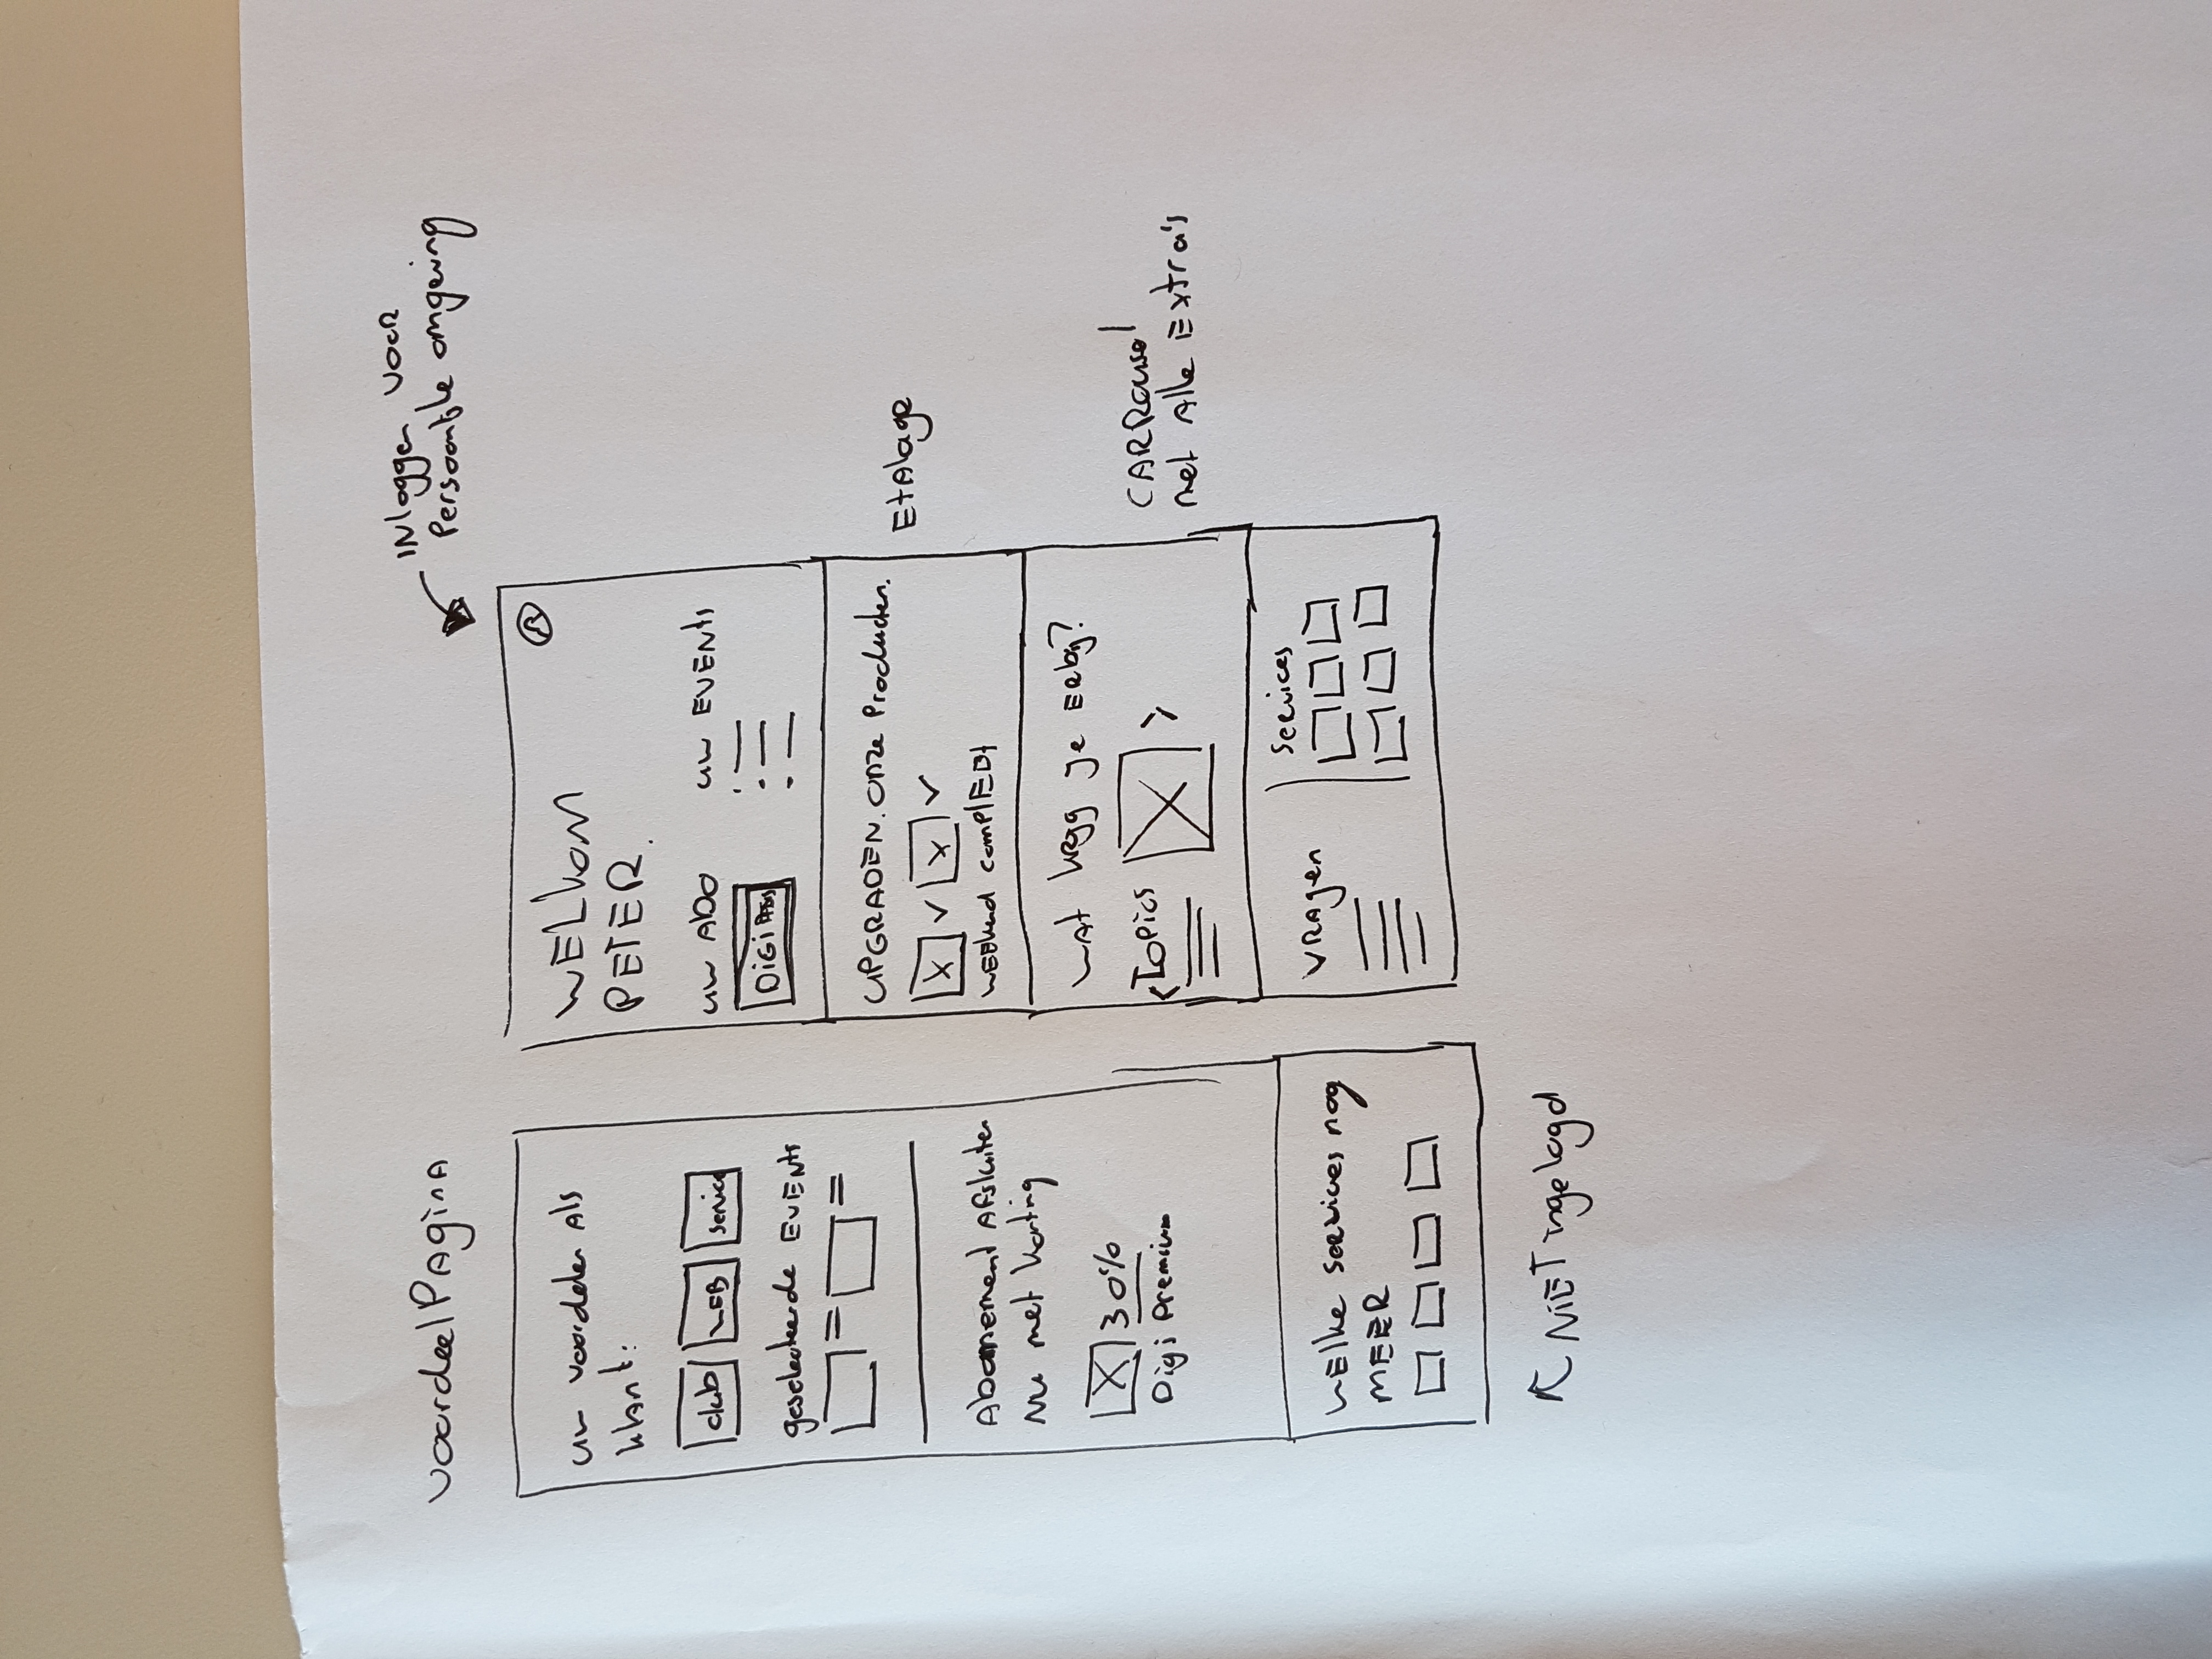 VoordeelPAginA
uw voordelen Als
klant:
club WEB Service
geselecteerde EVENts
Abonnement Afsluiten
Nu met korting
30%
Digi Premium
WElke services nog
MEER
NiET ingelogd
INloggen voor
Persoonlijke omgeving
WELkom
PETER.
uw Abo
uw EVENts
DiGi
UPGRADEN. onze Producten.
WEEkend complEEt
EtAlage
WAt krijg je ERbij?
< Topics >
CARRousel
met Alle Extra's
VRAgen
Services